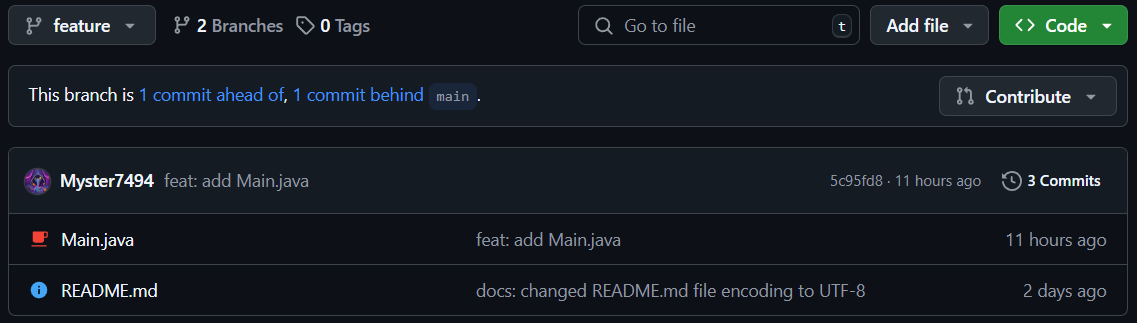 feature 2 Branches 0 Tags Go to file t Add file Code
This branch is 1 commit ahead of, 1 commit behind main .
Myster7494 feat: add Main.java 5c95fd8 · 11 hours ago 3 Commits
Main.java feat: add Main.java 11 hours ago
README.md docs: changed README.md file encoding to UTF-8 2 days ago
Contribute